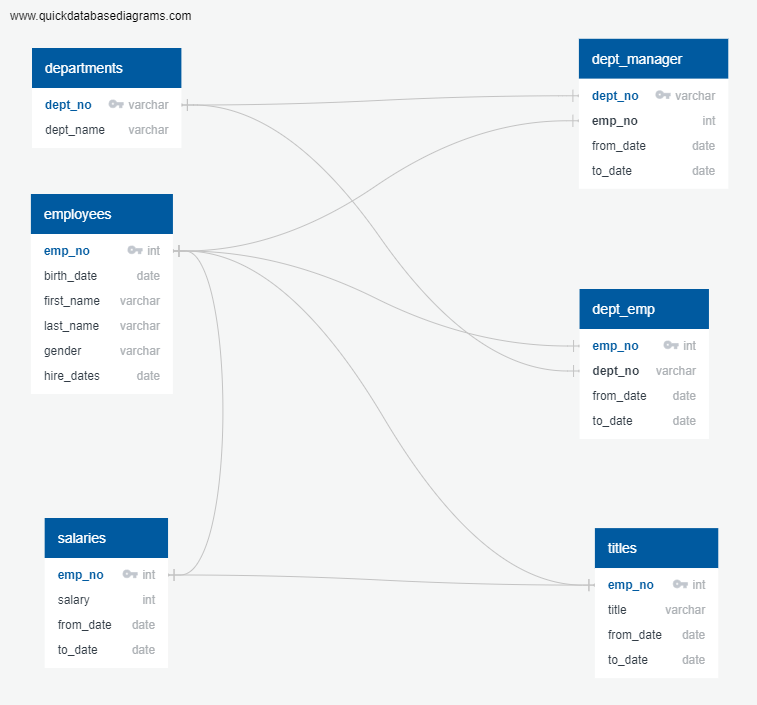 www.quickdatabasediagrams.com
departments
dept_no varchar
dept_name varchar
employees
emp_no int
birth_date date
first_name varchar
last_name varchar
gender varchar
hire_dates date
salaries
emp_no int
salary int
from_date date
to_date date
dept_manager
dept_no varchar
emp_no int
from_date date
to_date date
dept_emp
emp_no int
dept_no varchar
from_date date
to_date date
titles
emp_no int
title varchar
from_date date
to_date date